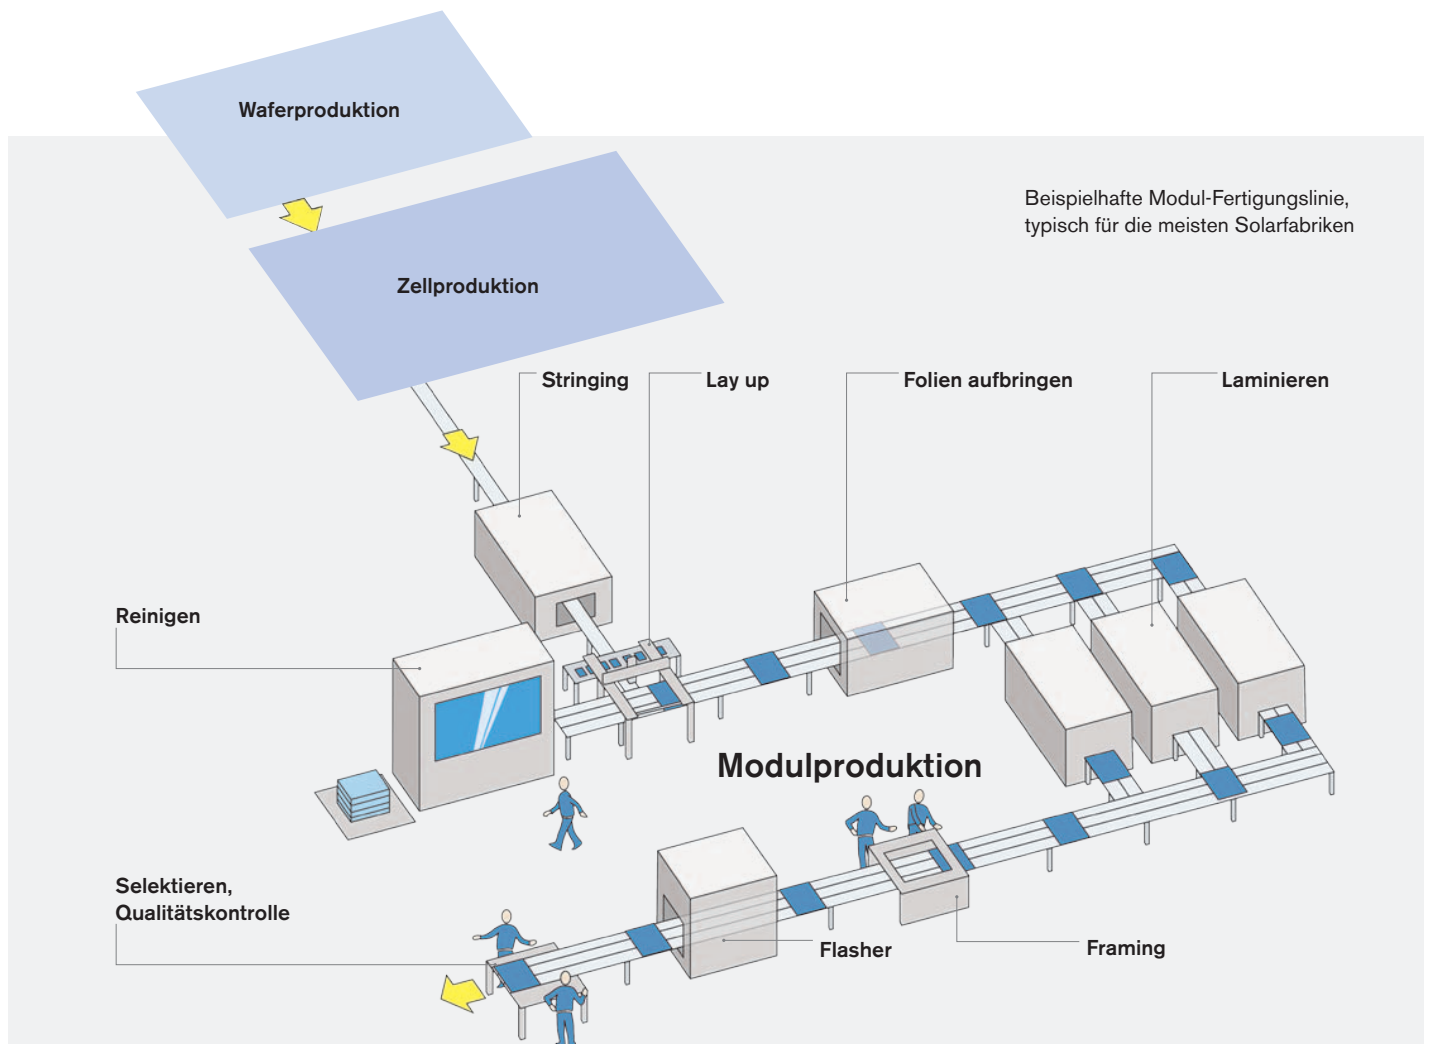 Waferproduktion
Beispielhafte Modul-Fertigungslinie,
typisch für die meisten Solarfabriken
Zellproduktion
Stringing
Lay up
Folien aufbringen
Laminieren
Reinigen
Modulproduktion
Selektieren,
Qualitätskontrolle
Flasher
Framing